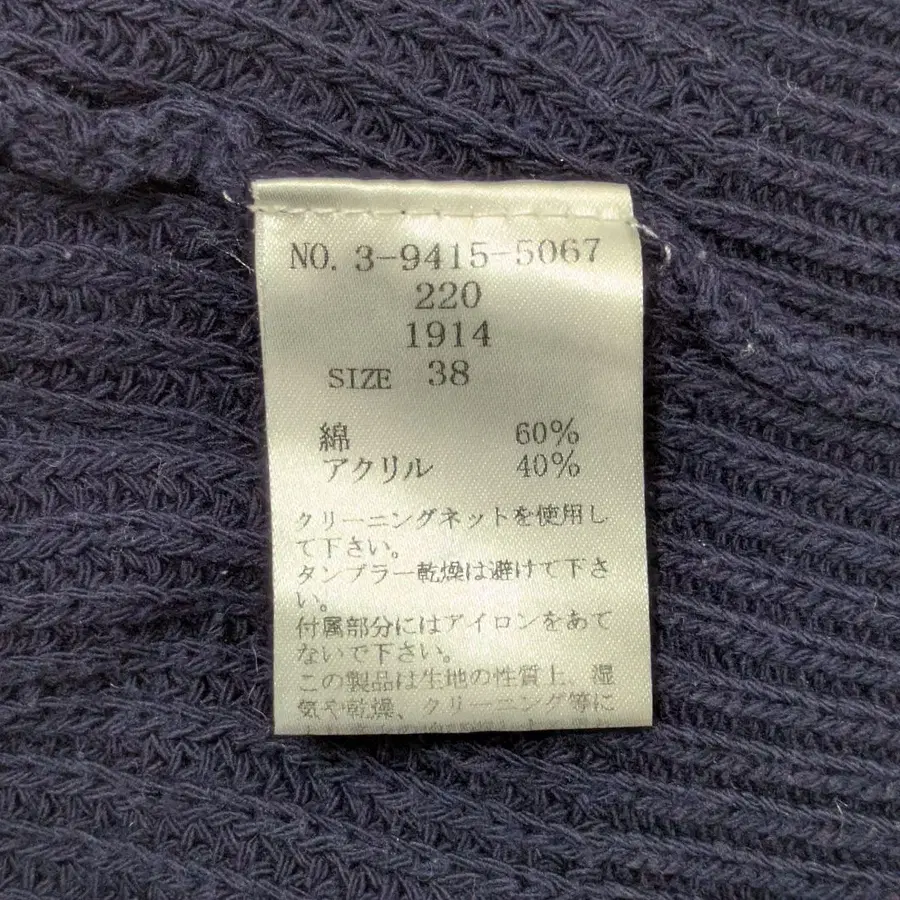 NO. 3-9415-5067
220
1914
SIZE 38
綿 60%
アクリル 40%
クリーニングネットを使用し
て下さい。
タンブラー乾燥は避けて下さ
い。
付属部分にはアイロンをあて
ないで下さい。
この製品は生地の性質上、湿
気や乾燥、クリーニング等に